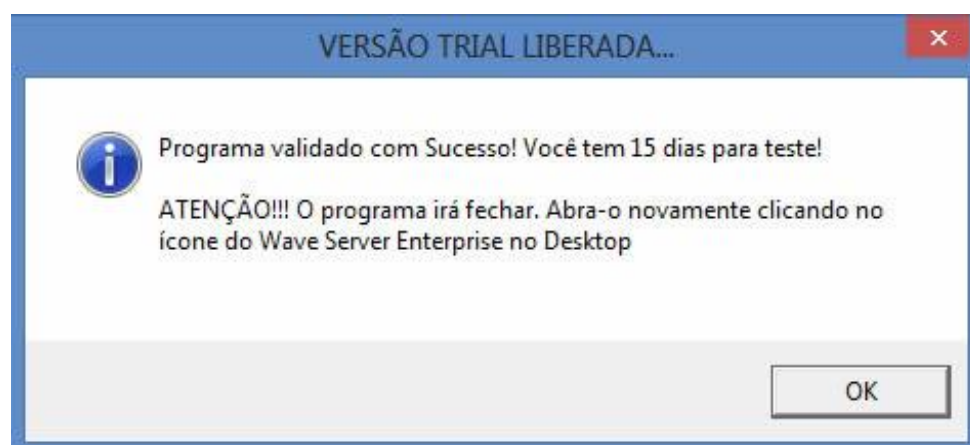 VERSÃO TRIAL LIBERADA...
Programa validado com Sucesso! Você tem 15 dias para teste!
ATENÇÃO!!! O programa irá fechar. Abra-o novamente clicando no
ícone do Wave Server Enterprise no Desktop
OK